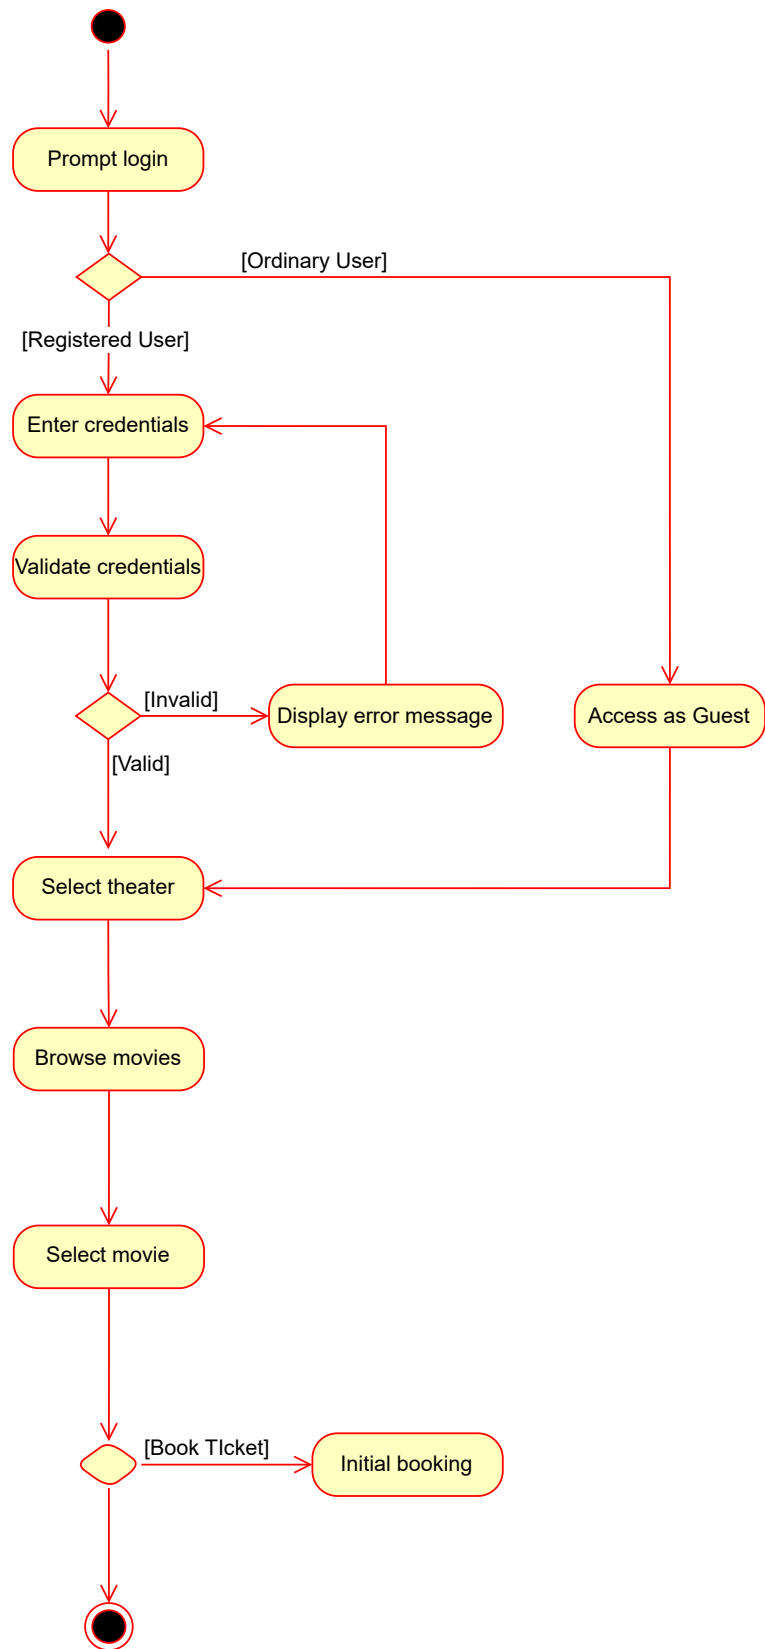 Prompt login
[Ordinary User]
[Registered User]
Enter credentials
Validate credentials
[Invalid]
Display error message
Access as Guest
[Valid]
Select theater
Browse movies
Select movie
[Book TIcket]
Initial booking